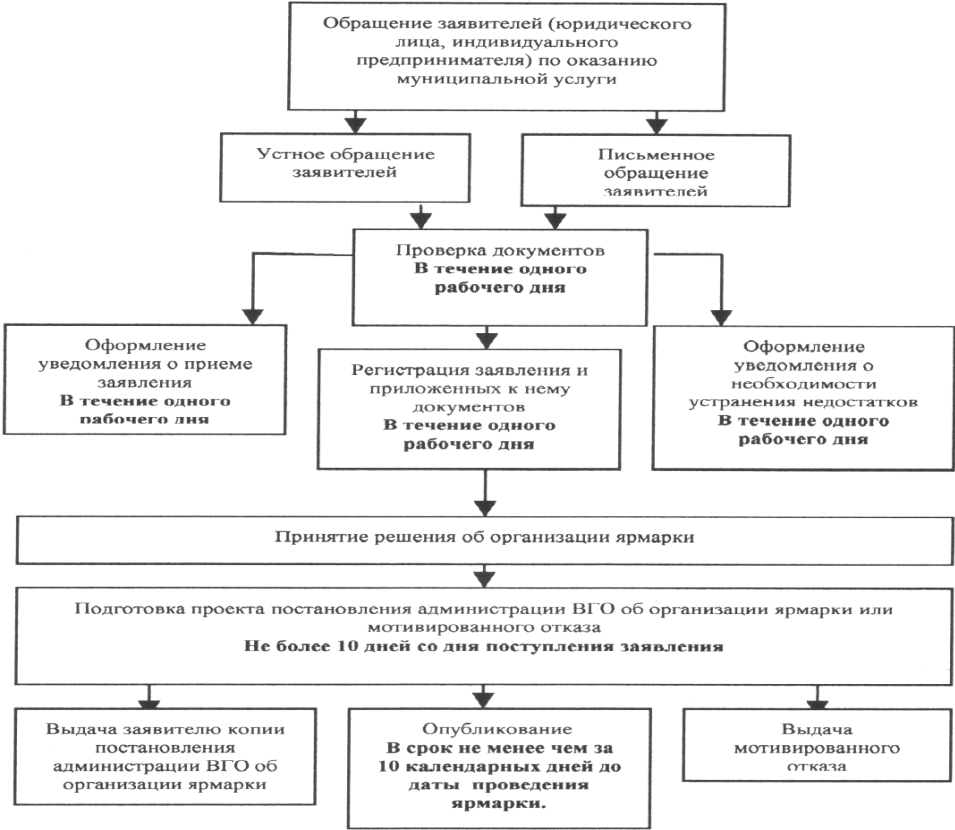 Обращение заявителей (юридического
лица, индивидуального
предпринимателя) по оказанию
муниципальной услуги
Устное обращение
заявителей
Письменное
обращение
заявителей
Проверка документов
В течение одного
рабочего дня
Оформление
уведомления о приеме
заявления
В течение одного
рабочего дня
Регистрация заявления и
приложенных к нему
документов
В течение одного
рабочего дня
Оформление
уведомления о
необходимости
устранения недостатков
В течение одного
рабочего дня
Принятие решения об организации ярмарки
Подготовка проекта постановления администрации ВГО об организации ярмарки или
мотивированного отказа
Не более 10 дней со дня поступления заявления
Выдача заявителю копии
постановления
администрации ВГО об
организации ярмарки
Опубликование
В срок не менее чем за
10 календарных дней до
даты проведения
ярмарки.
Выдача
мотивированного
отказа